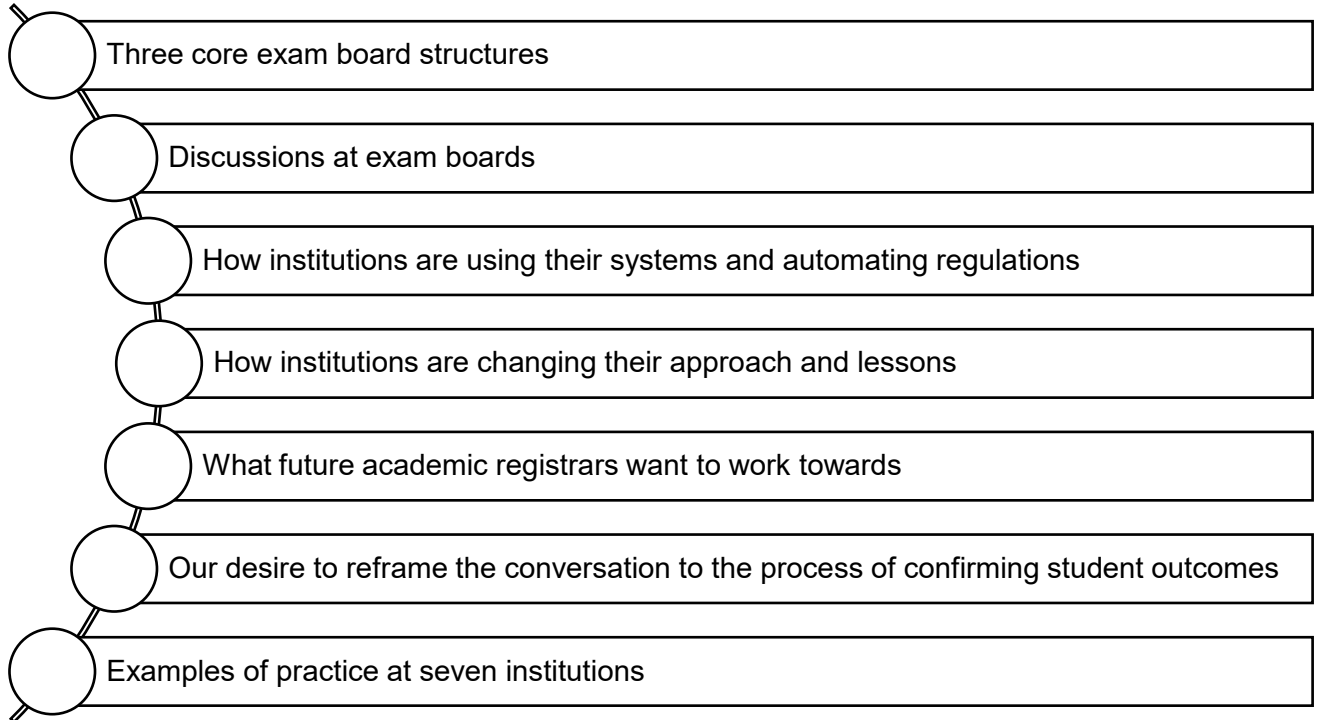 Three core exam board structures
Discussions at exam boards
How institutions are using their systems and automating regulations
How institutions are changing their approach and lessons
What future academic registrars want to work towards
Our desire to reframe the conversation to the process of confirming student outcomes
Examples of practice at seven institutions